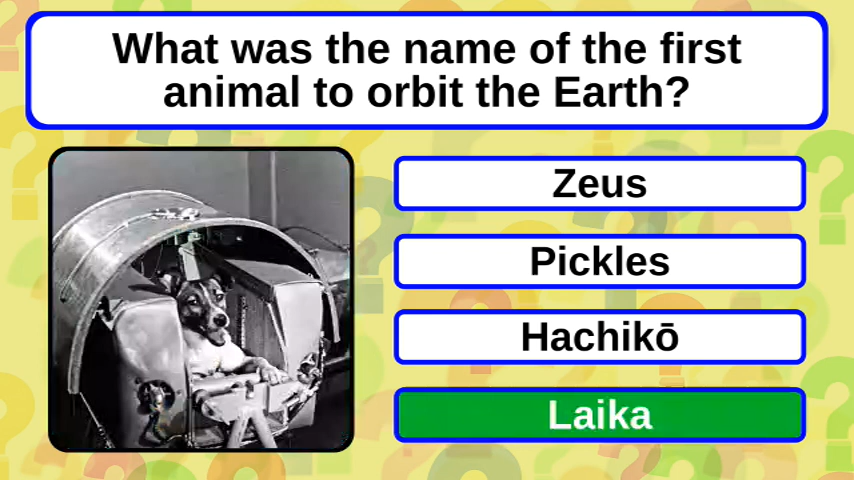 What was the name of the first
animal to orbit the Earth?
Zeus
Pickles
Hachikō
Laika